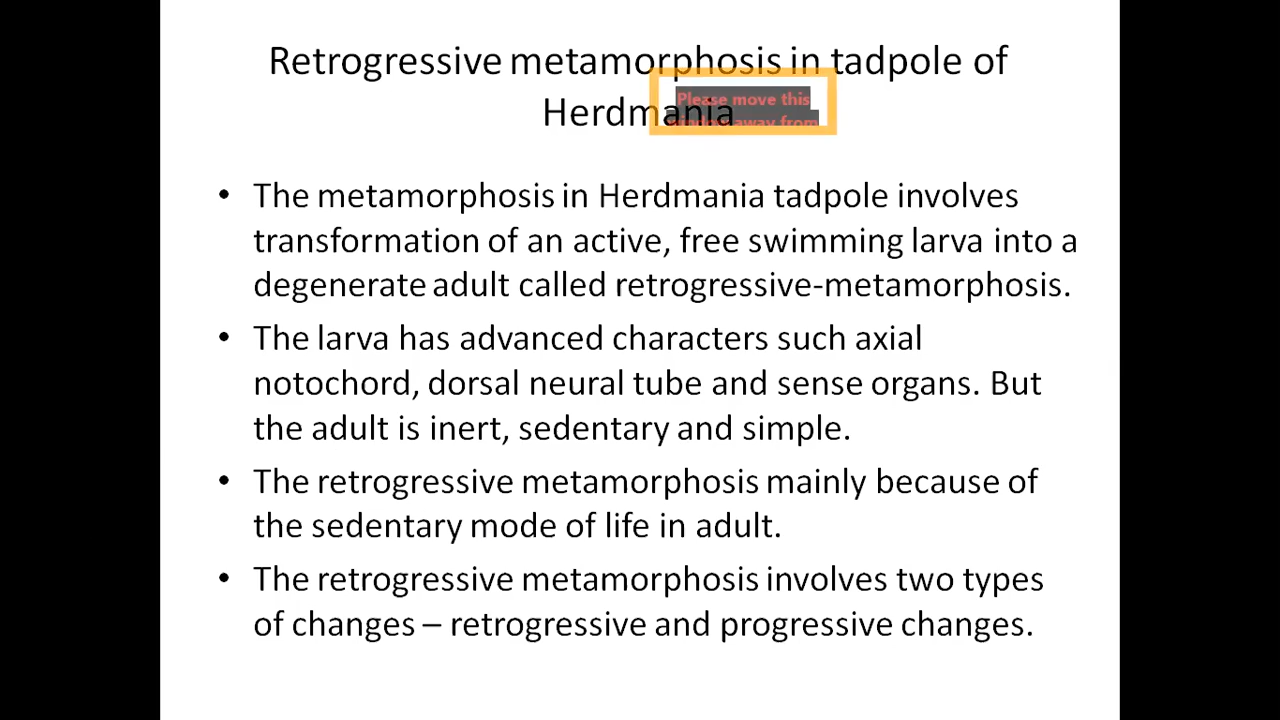 Retrogressive metamorphosis in tadpole of
Herdmania
Please move this
away from
• The metamorphosis in Herdmania tadpole involves
transformation of an active, free swimming larva into a
degenerate adult called retrogressive-metamorphosis.
• The larva has advanced characters such axial
notochord, dorsal neural tube and sense organs. But
the adult is inert, sedentary and simple.
• The retrogressive metamorphosis mainly because of
the sedentary mode of life in adult.
• The retrogressive metamorphosis involves two types
of changes – retrogressive and progressive changes.